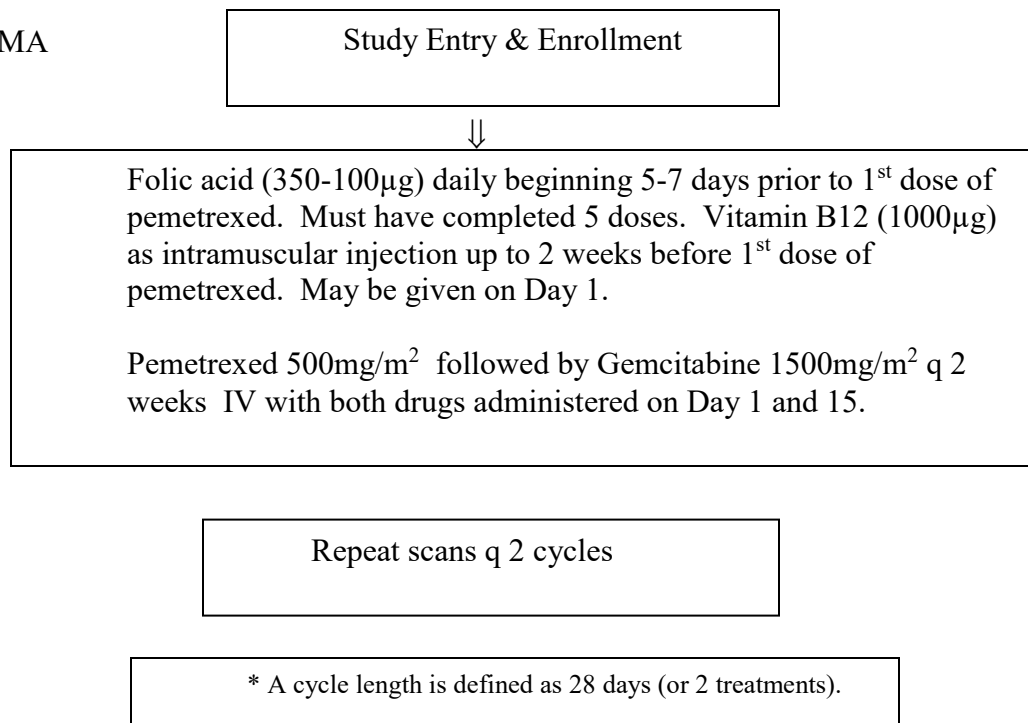 MA
Study Entry & Enrollment
⇓
Folic acid (350-100µg) daily beginning 5-7 days prior to 1st dose of
pemetrexed. Must have completed 5 doses. Vitamin B12 (1000µg)
as intramuscular injection up to 2 weeks before 1st dose of
pemetrexed. May be given on Day 1.
Pemetrexed 500mg/m2 followed by Gemcitabine 1500mg/m2 q 2
weeks IV with both drugs administered on Day 1 and 15.
Repeat scans q 2 cycles
* A cycle length is defined as 28 days (or 2 treatments).